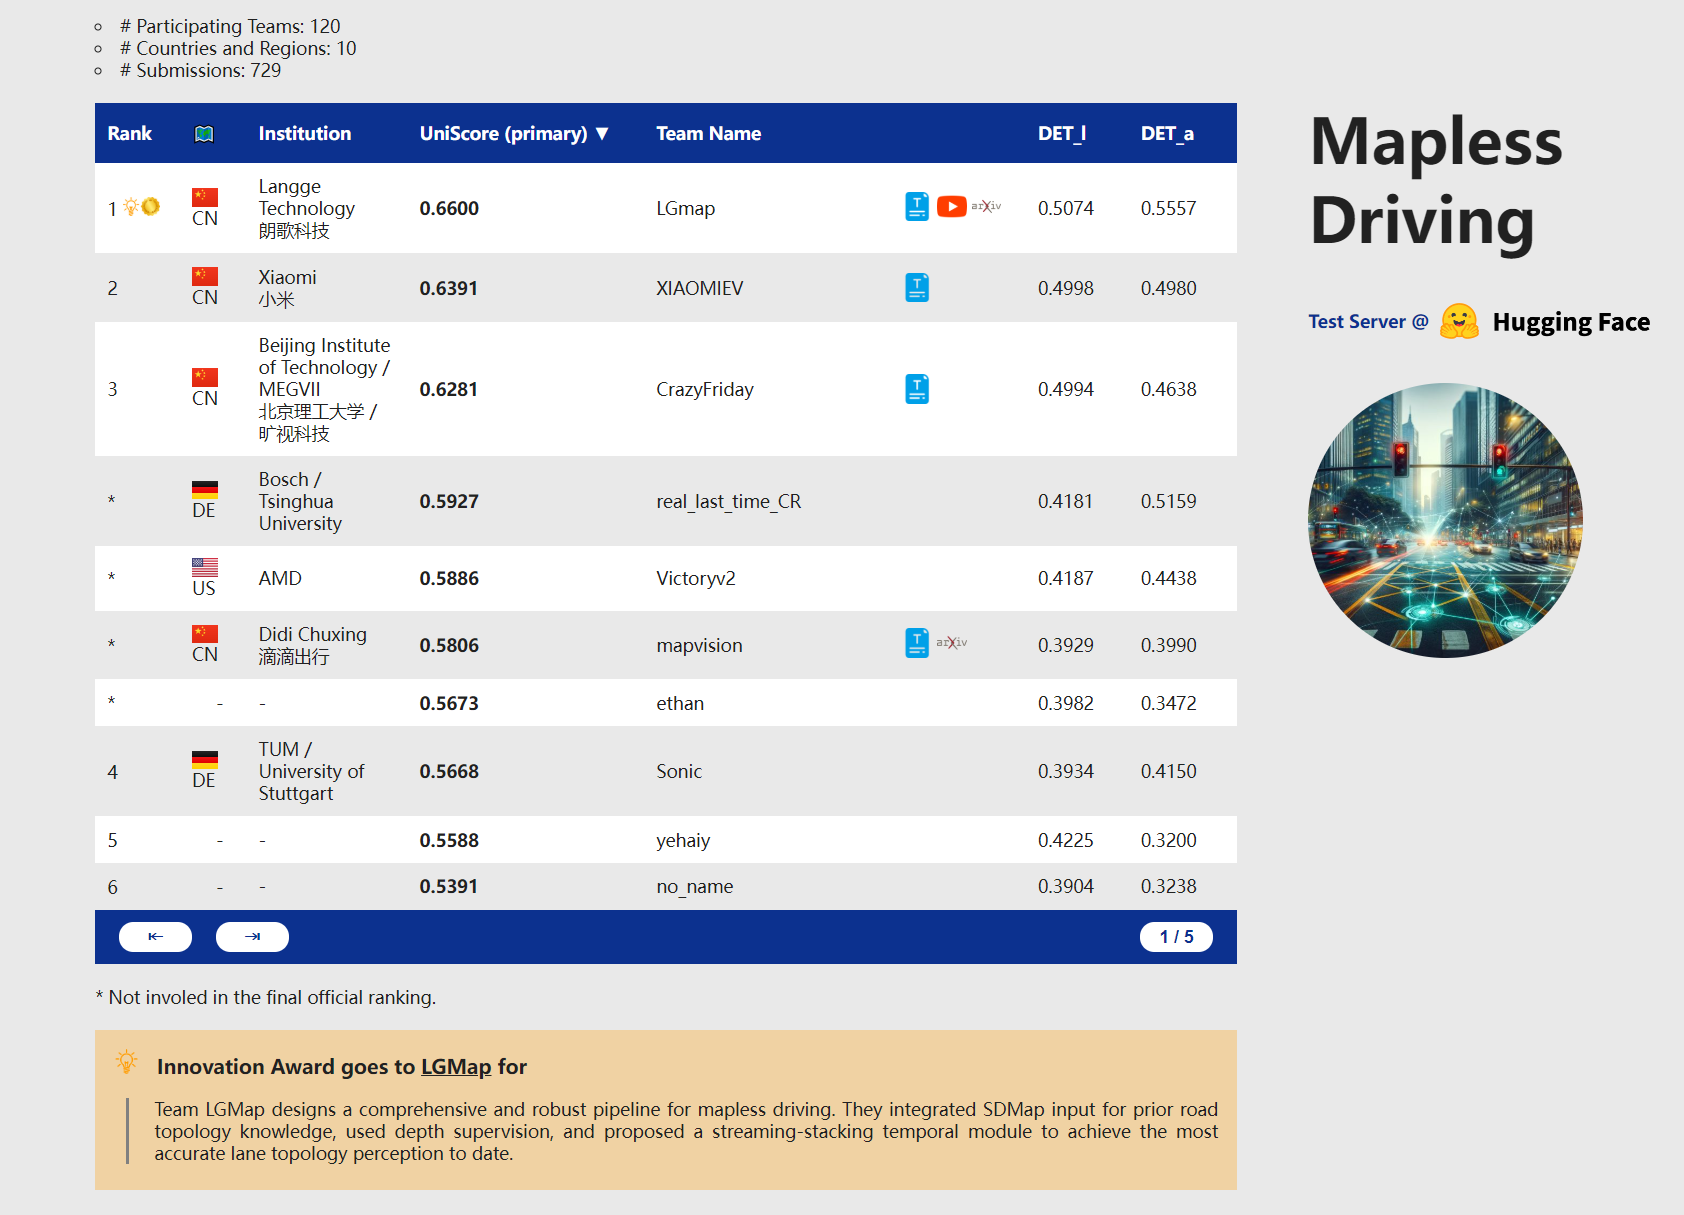 # Participating Teams: 120
# Countries and Regions: 10
# Submissions: 729
Rank Institution UniScore (primary) ▼ Team Name DET_l DET_a
1 CN Langge Technology 朗歌科技 0.6600 LGmap T arXiv 0.5074 0.5557
2 CN Xiaomi 小米 0.6391 XIAOMIEV T 0.4998 0.4980
3 CN Beijing Institute of Technology / MEGVII 北京理工大学 / 旷视科技 0.6281 CrazyFriday T 0.4994 0.4638
* DE Bosch / Tsinghua University 0.5927 real_last_time_CR 0.4181 0.5159
* US AMD 0.5886 Victoryv2 0.4187 0.4438
* CN Didi Chuxing 滴滴出行 0.5806 mapvision T arXiv 0.3929 0.3990
* - - 0.5673 ethan 0.3982 0.3472
4 DE TUM / University of Stuttgart 0.5668 Sonic 0.3934 0.4150
5 - - 0.5588 yehaiy 0.4225 0.3200
6 - - 0.5391 no_name 0.3904 0.3238
1 / 5
* Not involed in the final official ranking.
Innovation Award goes to LGMap for
Team LGMap designs a comprehensive and robust pipeline for mapless driving. They integrated SDMap input for prior road
topology knowledge, used depth supervision, and proposed a streaming-stacking temporal module to achieve the most
accurate lane topology perception to date.
Mapless
Driving
Test Server @ Hugging Face